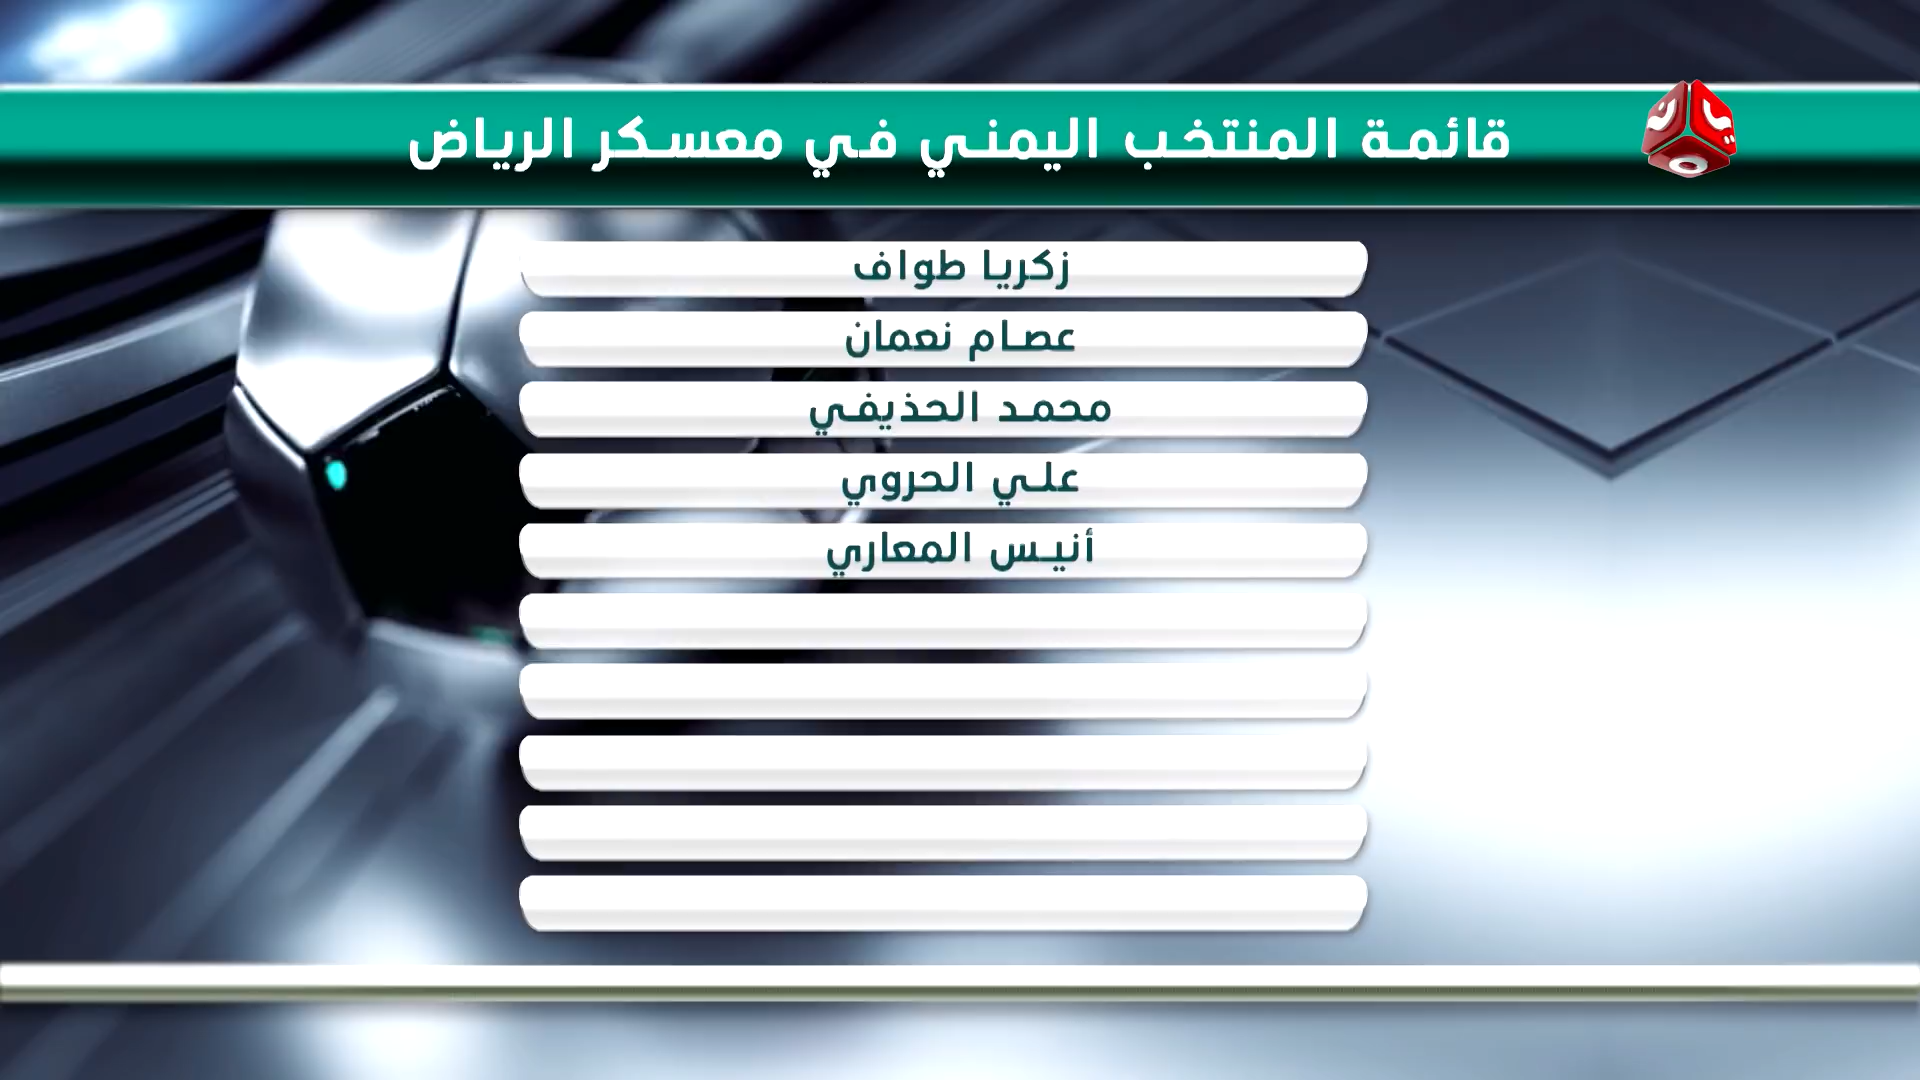 قائمة المنتخب اليمني في معسكر الرياض
زكريا طواف
عصام نعمان
محمد الحذيفي
علي الحروي
أنيس المعاري